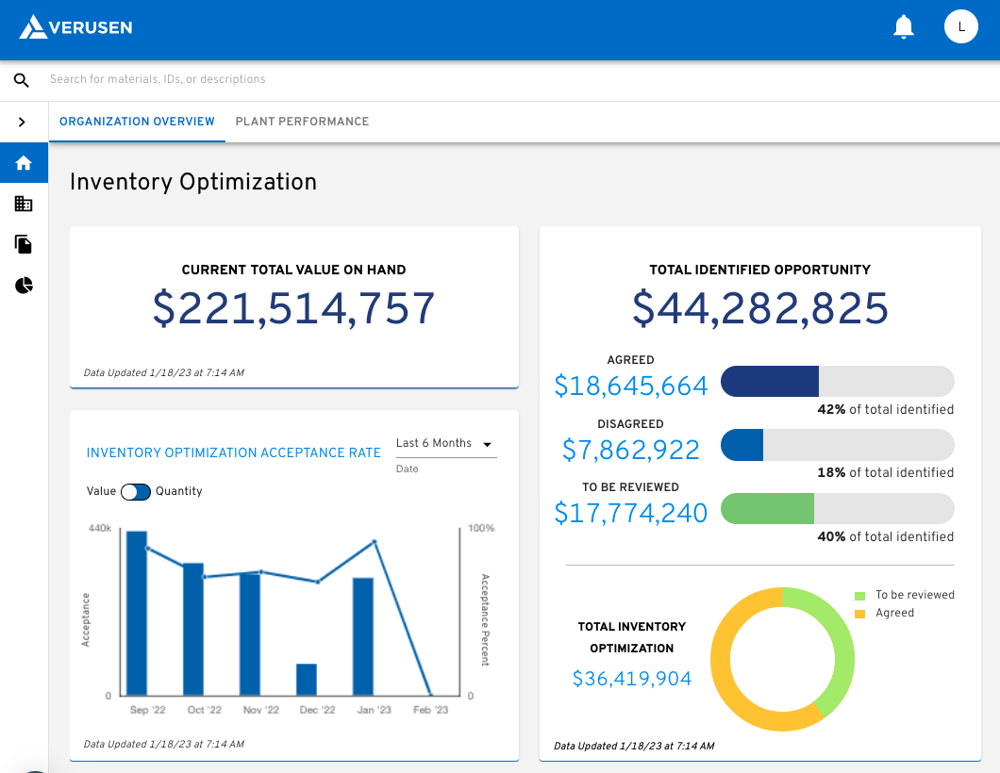 VERUSEN
L
Search for materials, IDs, or descriptions
ORGANIZATION OVERVIEW PLANT PERFORMANCE
Inventory Optimization
CURRENT TOTAL VALUE ON HAND
$221,514,757
Data Updated 1/18/23 at 7:14 AM
INVENTORY OPTIMIZATION ACCEPTANCE RATE
Last 6 Months
Date
Value Quantity
440k
100%
Acceptance
Acceptance Percent
0
0
Sep '22 Oct '22 Nov '22 Dec '22 Jan '23 Feb '23
Data Updated 1/18/23 at 7:14 AM
TOTAL IDENTIFIED OPPORTUNITY
$44,282,825
AGREED
$18,645,664
42% of total identified
DISAGREED
$7,862,922
18% of total identified
TO BE REVIEWED
$17,774,240
40% of total identified
To be reviewed
Agreed
TOTAL INVENTORY
OPTIMIZATION
$36,419,904
Data Updated 1/18/23 at 7:14 AM